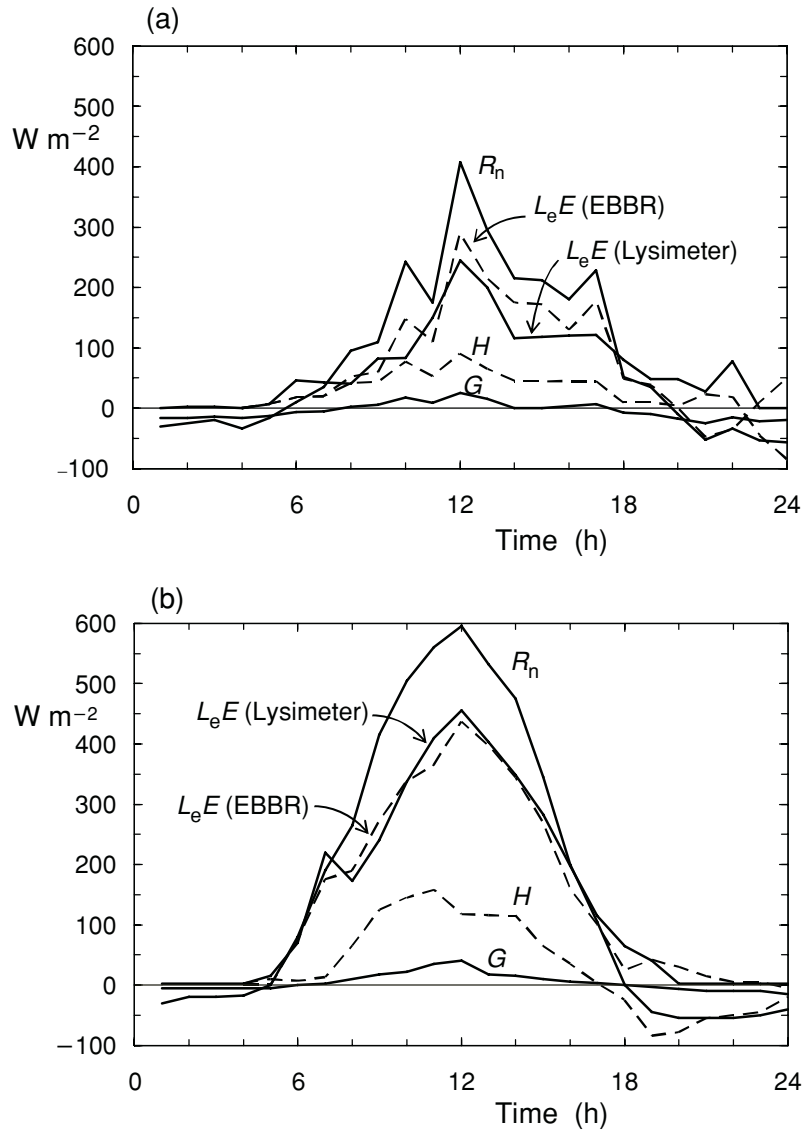 (a)
600
500
W m−2
400
Rn
LeE (EBBR)
300
LeE (Lysimeter)
200
100
H
G
0
−100
0
6
12
18
24
Time (h)
(b)
600
Rn
500
W m−2
LeE (Lysimeter)
400
300
LeE (EBBR)
200
100
H
G
0
−100
0
6
12
18
24
Time (h)